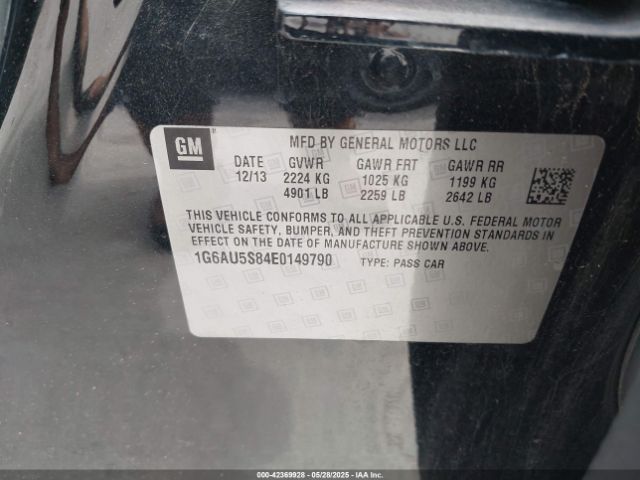 GM
MFD BY GENERAL MOTORS LLC
DATE GVWR GAWR FRT GAWR RR
12/13 2224 KG 1025 KG 1199 KG
4901 LB 2259 LB 2642 LB
THIS VEHICLE CONFORMS TO ALL APPLICABLE U.S. FEDERAL MOTOR
VEHICLE SAFETY, BUMPER, AND THEFT PREVENTION STANDARDS IN
EFFECT ON THE DATE OF MANUFACTURE SHOWN ABOVE.
1G6AU5S84E0149790 TYPE: PASS CAR
000-42369928 - 05/28/2025 - IAA Inc.